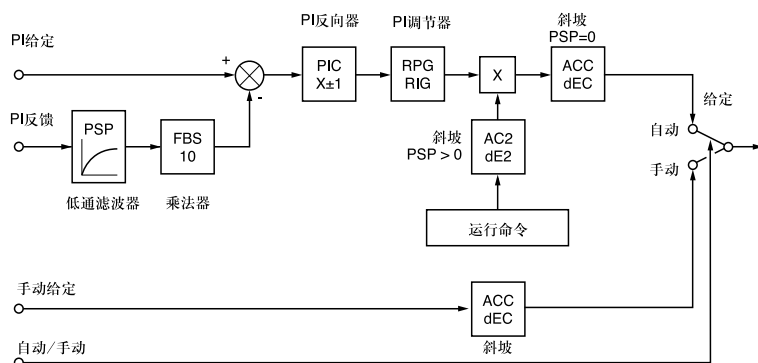 PI反向器
PI调节器
斜坡
PSP=0
PI给定
+
-
PIC
X±1
RPG
RIG
X
ACC
dEC
给定
PI反馈
PSP
FBS
10
斜坡
PSP > 0
AC2
dE2
自动
手动
低通滤波器
乘法器
运行命令
手动给定
ACC
dEC
斜坡
自动/手动